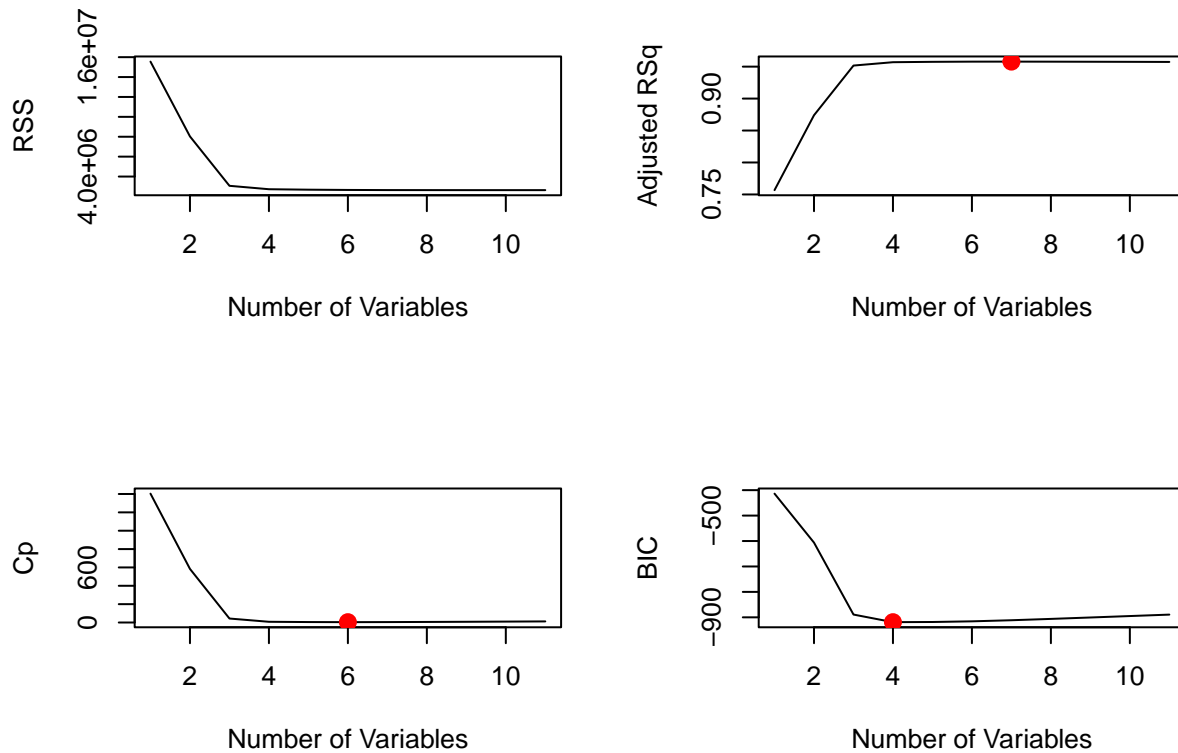 RSS
4.0e+06 1.6e+07
2 4 6 8 10
Number of Variables
Adjusted RSq
0.75 0.90
2 4 6 8 10
Number of Variables
Cp
0 600
2 4 6 8 10
Number of Variables
BIC
−900 −500
2 4 6 8 10
Number of Variables